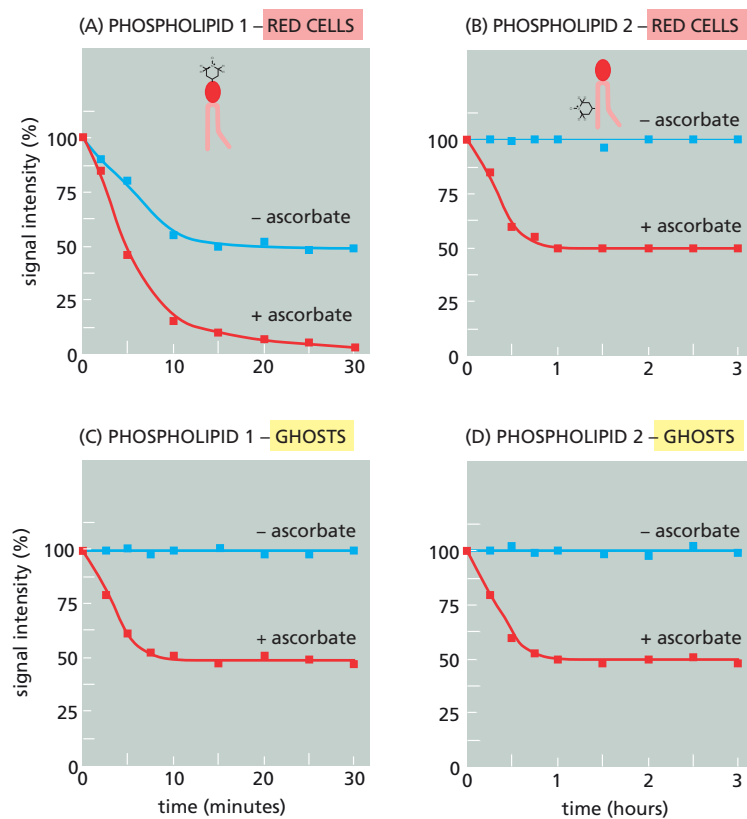 (A) PHOSPHOLIPID 1 – RED CELLS
signal intensity (%)
100
75
50
25
0
– ascorbate
+ ascorbate
0 10 20 30
(B) PHOSPHOLIPID 2 – RED CELLS
100
75
50
25
0
– ascorbate
+ ascorbate
0 1 2 3
(C) PHOSPHOLIPID 1 – GHOSTS
signal intensity (%)
100
75
50
25
0
– ascorbate
+ ascorbate
0 10 20 30
time (minutes)
(D) PHOSPHOLIPID 2 – GHOSTS
100
75
50
25
0
– ascorbate
+ ascorbate
0 1 2 3
time (hours)